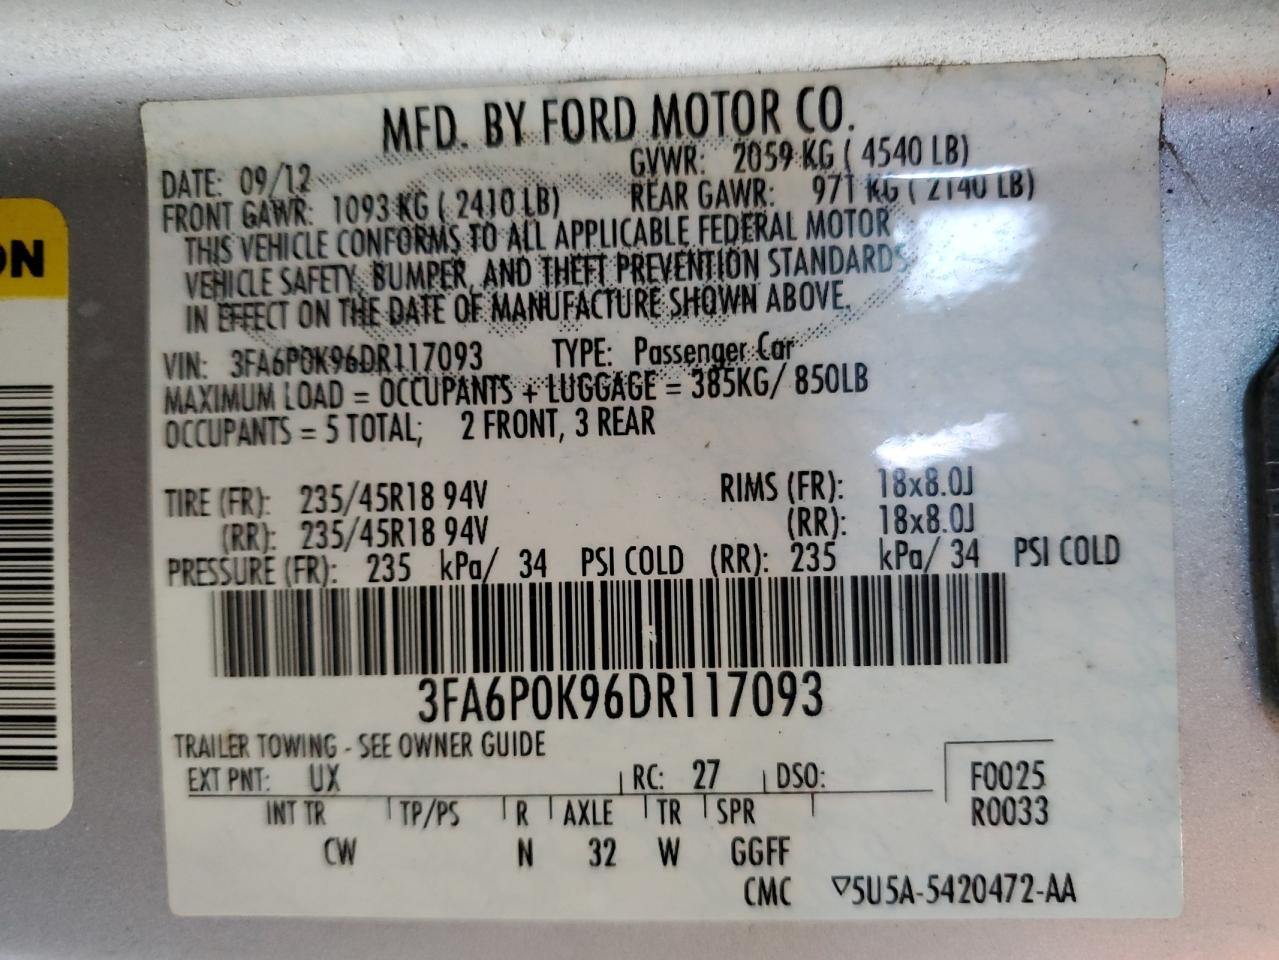 MFD. BY FORD MOTOR CO.
DATE: 09/12 GVWR: 2059 KG ( 4540 LB)
FRONT GAWR: 1093 KG ( 2410 LB) REAR GAWR: 971 KG ( 2140 LB)
THIS VEHICLE CONFORMS TO ALL APPLICABLE FEDERAL MOTOR
VEHICLE SAFETY, BUMPER, AND THEFT PREVENTION STANDARDS
IN EFFECT ON THE DATE OF MANUFACTURE SHOWN ABOVE.
VIN: 3FA6P0K96DR117093 TYPE: Passenger Car
MAXIMUM LOAD = OCCUPANTS + LUGGAGE = 385KG/ 850LB
OCCUPANTS = 5 TOTAL; 2 FRONT, 3 REAR
TIRE (FR): 235/45R18 94V RIMS (FR): 18x8.0J
(RR): 235/45R18 94V (RR): 18x8.0J
PRESSURE (FR): 235 kPa/ 34 PSI COLD (RR): 235 kPa/ 34 PSI COLD
3FA6P0K96DR117093
TRAILER TOWING - SEE OWNER GUIDE
EXT PNT: UX RC: 27 DSO: F0025
INT TR TP/PS R AXLE TR SPR R0033
CW N 32 W GGFF
CMC ▽5U5A-5420472-AA
ON